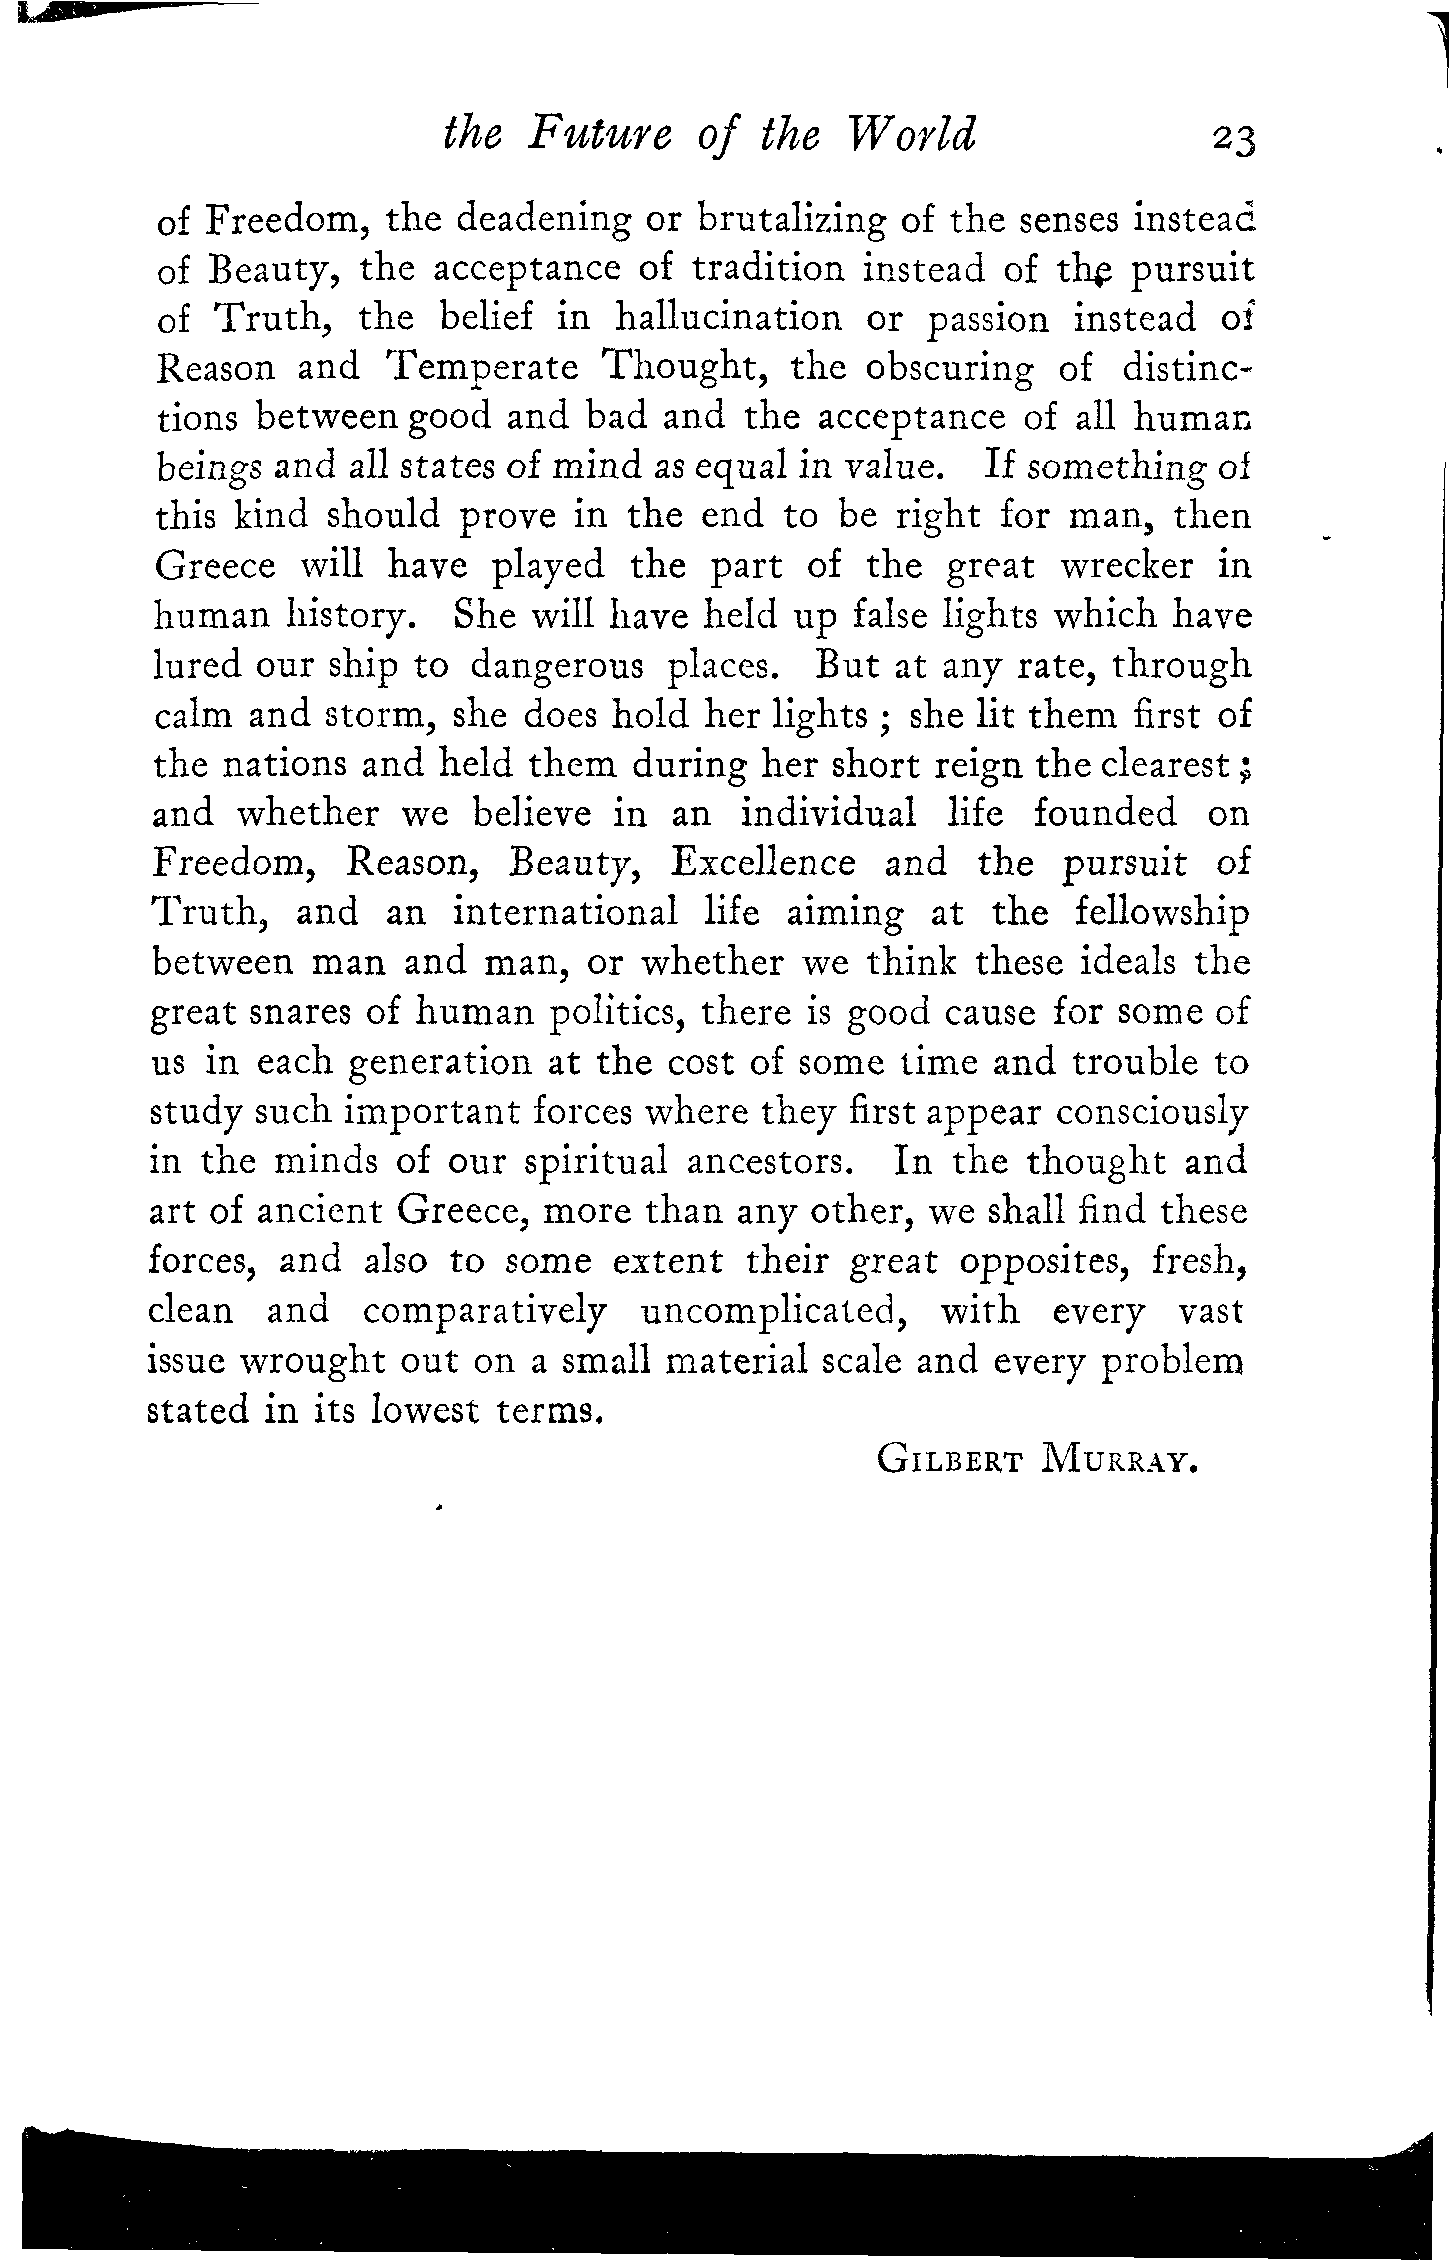 the Future of the World 23
of Freedom, the deadening or brutalizing of the senses instead
of Beauty, the acceptance of tradition instead of the pursuit
of Truth, the belief in hallucination or passion instead of
Reason and Temperate Thought, the obscuring of distinc-
tions between good and bad and the acceptance of all human
beings and all states of mind as equal in value. If something of
this kind should prove in the end to be right for man, then
Greece will have played the part of the great wrecker in
human history. She will have held up false lights which have
lured our ship to dangerous places. But at any rate, through
calm and storm, she does hold her lights ; she lit them first of
the nations and held them during her short reign the clearest ;
and whether we believe in an individual life founded on
Freedom, Reason, Beauty, Excellence and the pursuit of
Truth, and an international life aiming at the fellowship
between man and man, or whether we think these ideals the
great snares of human politics, there is good cause for some of
us in each generation at the cost of some time and trouble to
study such important forces where they first appear consciously
in the minds of our spiritual ancestors. In the thought and
art of ancient Greece, more than any other, we shall find these
forces, and also to some extent their great opposites, fresh,
clean and comparatively uncomplicated, with every vast
issue wrought out on a small material scale and every problem
stated in its lowest terms.
GILBERT MURRAY.